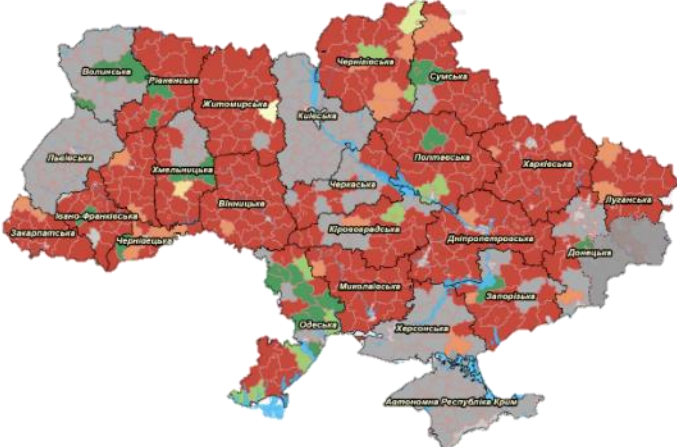 Чернігівська
Волинська
Рівненська
Сумська
Житомирська
Київська
Львівська
Полтавська
Харківська
Хмельницька
Черкаська
Луганська
Вінницька
Івано-Франківська
Кіровоградська
Закарпатська
Чернівецька
Дніпропетровська
Донецька
Миколаївська
Запорізька
Одеська
Херсонська
Автономна Республіка Крим